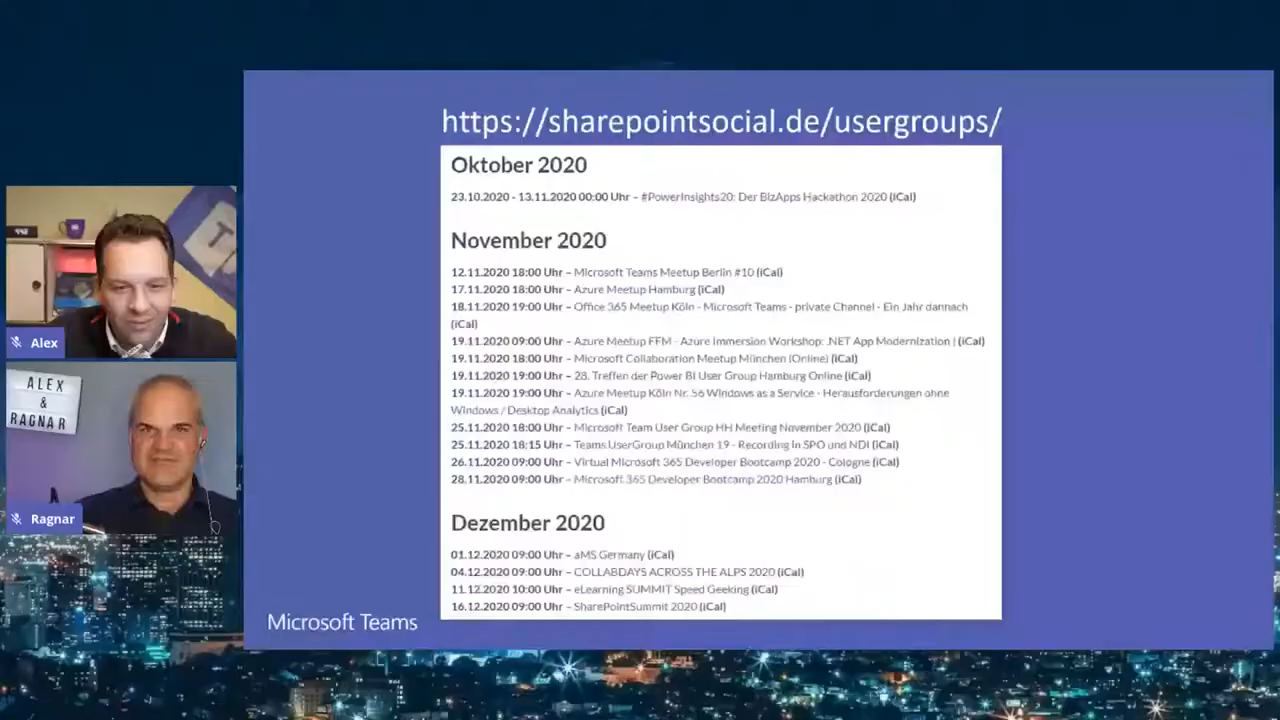 https://sharepointsocial.de/usergroups/
Oktober 2020
23.10.2020 - 13.11.2020 00:00 Uhr – #PowerInsights20: Der BizApps Hackathon 2020 (iCal)
November 2020
12.11.2020 18:00 Uhr – Microsoft Teams Meetup Berlin #10 (iCal)
17.11.2020 18:00 Uhr – Azure Meetup Hamburg (iCal)
18.11.2020 19:00 Uhr – Office 365 Meetup Köln - Microsoft Teams - private Channel - Ein Jahr dannach
(iCal)
19.11.2020 09:00 Uhr – Azure Meetup FFM - Azure Immersion Workshop: .NET App Modernization | (iCal)
19.11.2020 18:00 Uhr – Microsoft Collaboration Meetup München (Online) (iCal)
19.11.2020 19:00 Uhr – 28. Treffen der Power BI User Group Hamburg Online (iCal)
19.11.2020 19:00 Uhr – Azure Meetup Köln Nr. 56 Windows as a Service - Herausforderungen ohne
Windows / Desktop Analytics (iCal)
25.11.2020 18:00 Uhr – Microsoft Team User Group HH Meeting November 2020 (iCal)
25.11.2020 18:15 Uhr – Teams UserGroup München 19 - Recording in SPO und NDI (iCal)
26.11.2020 09:00 Uhr – Virtual Microsoft 365 Developer Bootcamp 2020 - Cologne (iCal)
28.11.2020 09:00 Uhr – Microsoft 365 Developer Bootcamp 2020 Hamburg (iCal)
Dezember 2020
01.12.2020 09:00 Uhr – aMS Germany (iCal)
04.12.2020 09:00 Uhr – COLLABDAYS ACROSS THE ALPS 2020 (iCal)
11.12.2020 10:00 Uhr – eLearning SUMMIT Speed Geeking (iCal)
16.12.2020 09:00 Uhr – SharePointSummit 2020 (iCal)
Microsoft Teams
Alex
ALEX
&
RAGNAR
Ragnar